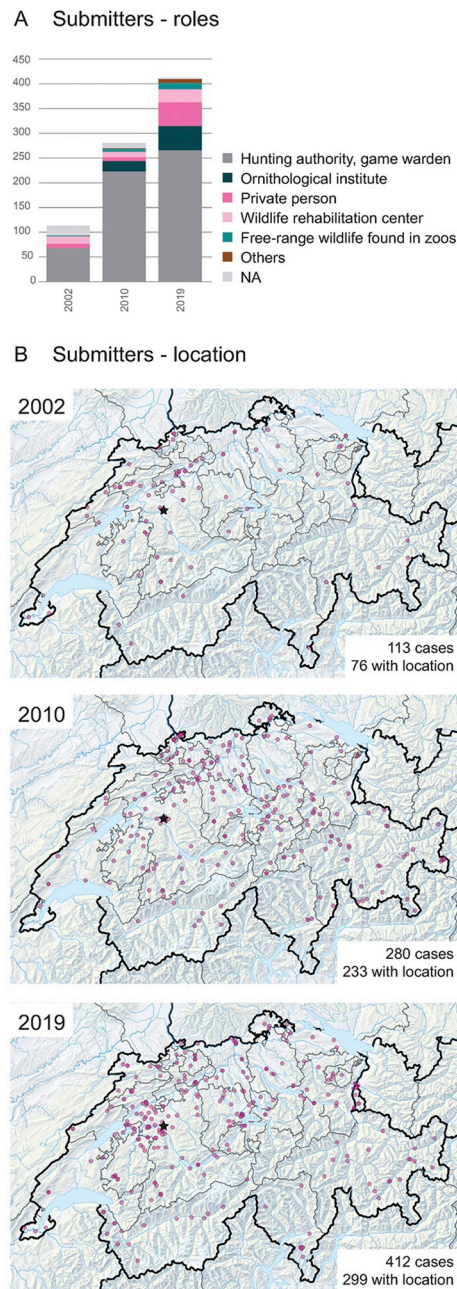 A Submitters - roles
450
400
350
300
250
200
150
100
50
0
2002
2010
2019
Hunting authority, game warden
Ornithological institute
Private person
Wildlife rehabilitation center
Free-range wildlife found in zoos
Others
NA
B Submitters - location
2002
113 cases
76 with location
2010
280 cases
233 with location
2019
412 cases
299 with location